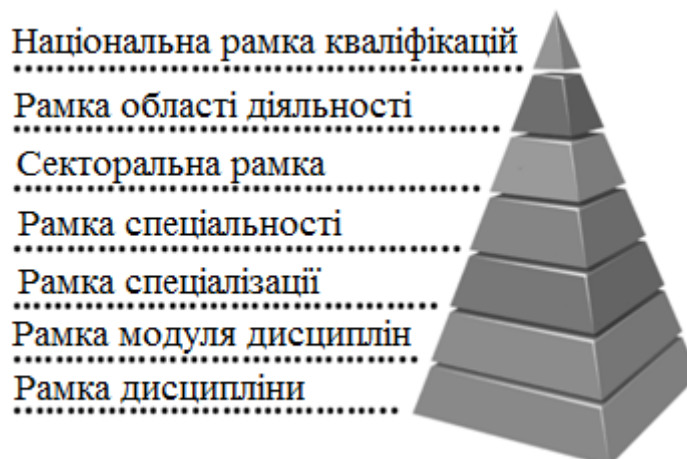 Національна рамка кваліфікацій
Рамка області діяльності
Секторальна рамка
Рамка спеціальності
Рамка спеціалізації
Рамка модуля дисциплін
Рамка дисципліни